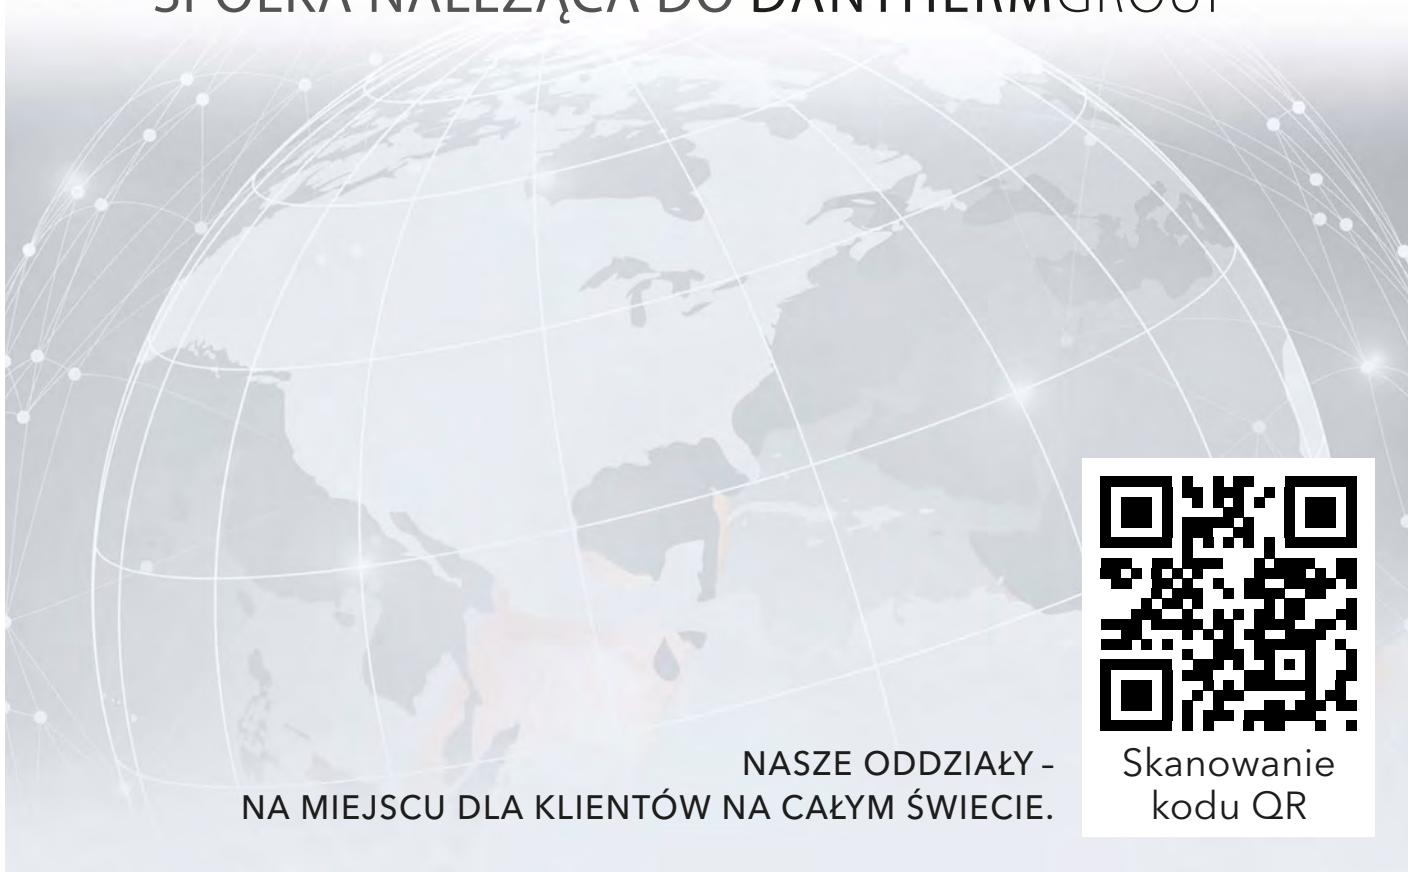 SPÓŁKA NALEŻĄCA DO DANTHERMGROUP
NASZE ODDZIAŁY –
NA MIEJSCU DLA KLIENTÓW NA CAŁYM ŚWIECIE.
Skanowanie
kodu QR